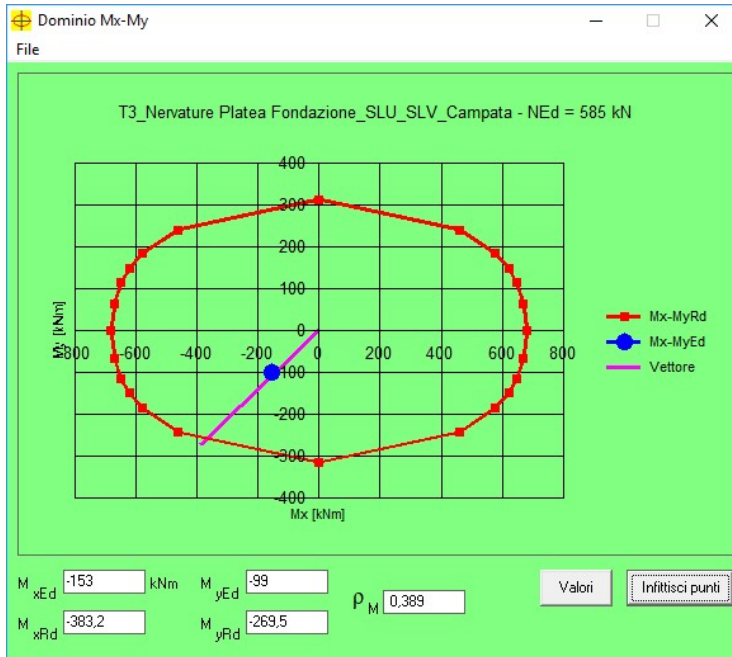 Dominio Mx-My
File
T3_Nervature Platea Fondazione_SLU_SLV_Campata - NEd = 585 kN
400
300
200
100
0
-100
-200
-300
-400
-800 -600 -400 -200 0 200 400 600 800
[kNm]
Mx [kNm]
Mx-MyRd
Mx-MyEd
Vettore
M xEd -153 kNm M yEd -99
ρ M 0,389
Valori Infittisci punti
M xRd -383,2 M yRd -269,5